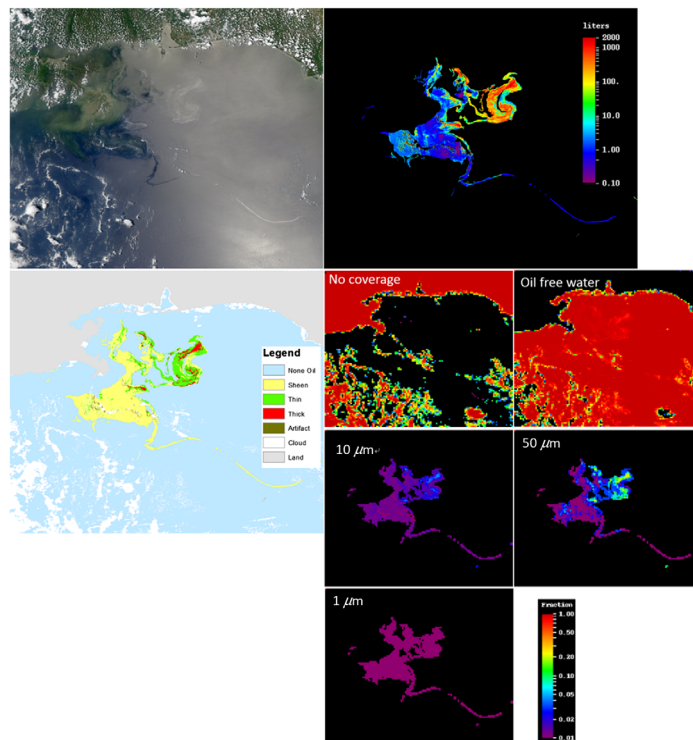 liters
2000
1000
100.
10.
1.00
0.10
Legend
None Oil
Sheen
Thin
Thick
Artifact
Cloud
Land
No coverage
Oil free water
10 μm↵
50 μm
1 μm
Fraction
1.00
0.50
0.20
0.10
0.05
0.02
0.01